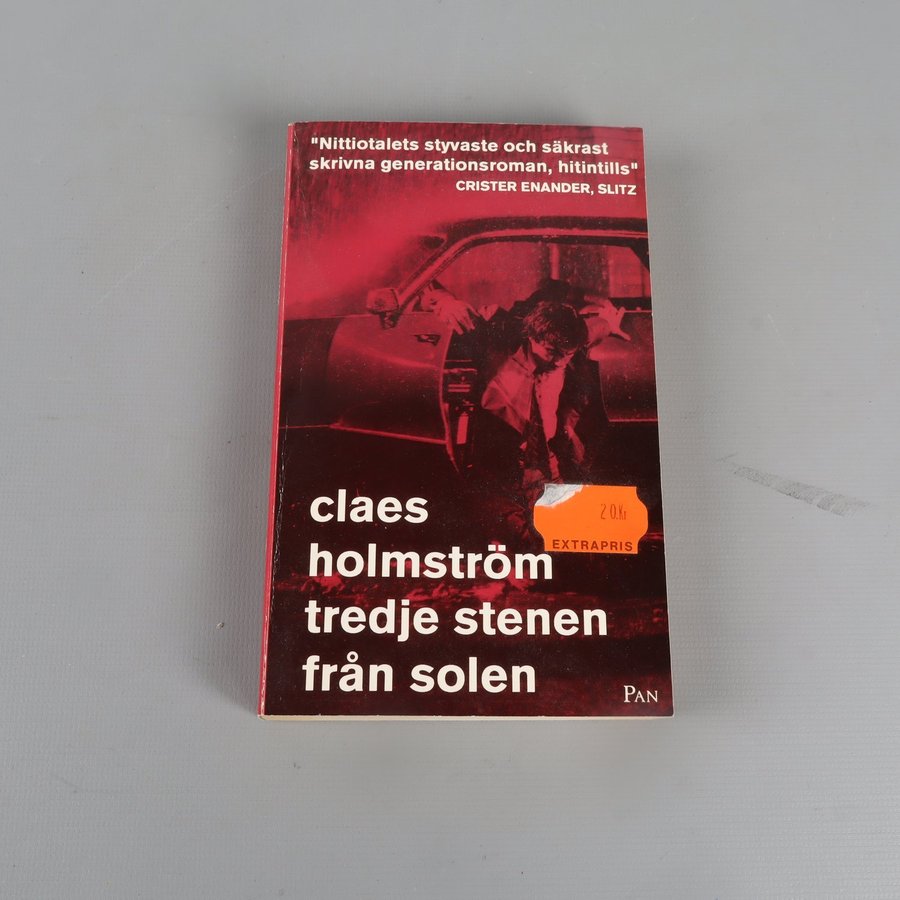 "Nittiotalets styvaste och säkrast
skrivna generationsroman, hitintills"
CRISTER ENANDER, SLITZ
claes
holmström
tredje stenen
från solen
20.Kr
EXTRAPRIS
PAN